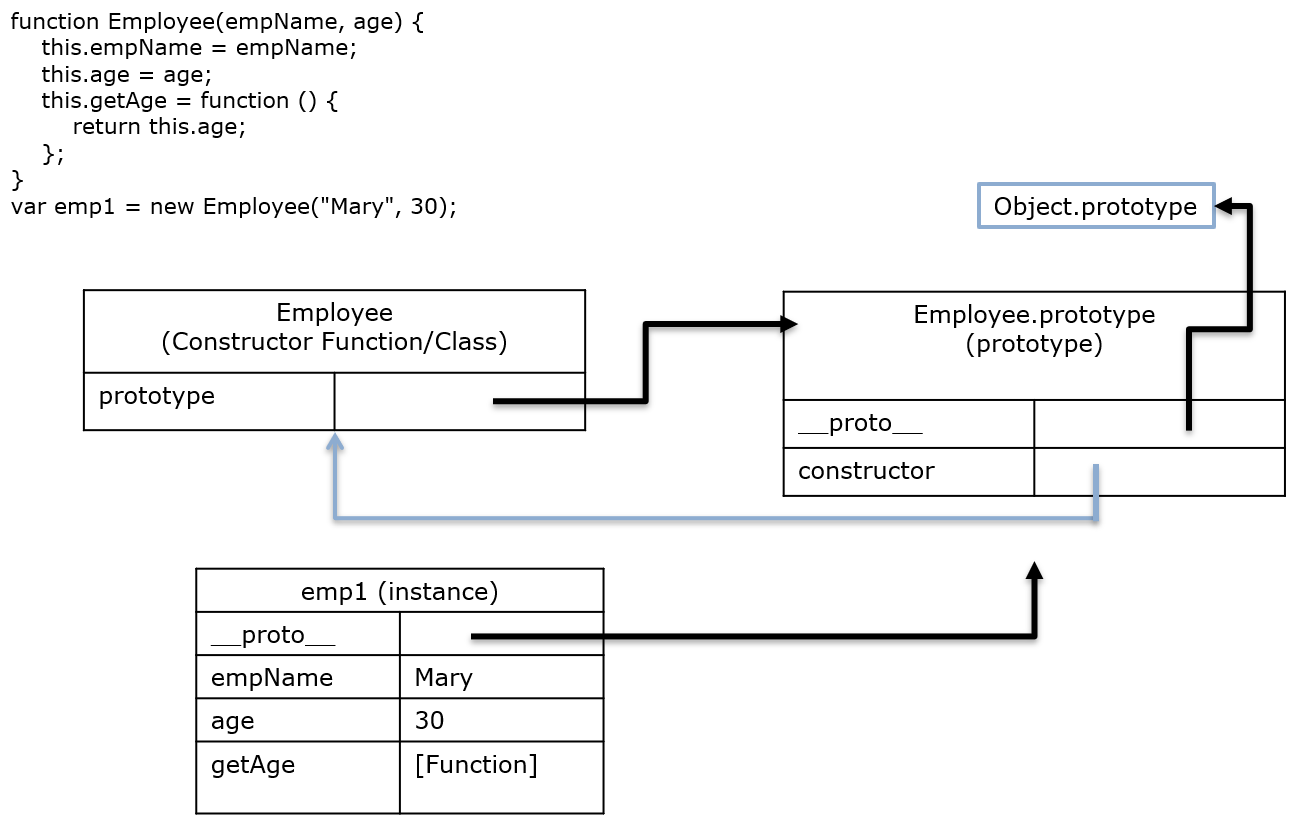 function Employee(empName, age) {
this.empName = empName;
this.age = age;
this.getAge = function () {
return this.age;
};
}
var emp1 = new Employee("Mary", 30);
Object.prototype
Employee
(Constructor Function/Class)
prototype
Employee.prototype
(prototype)
__proto__
constructor
emp1 (instance)
__proto__
empName Mary
age 30
getAge [Function]